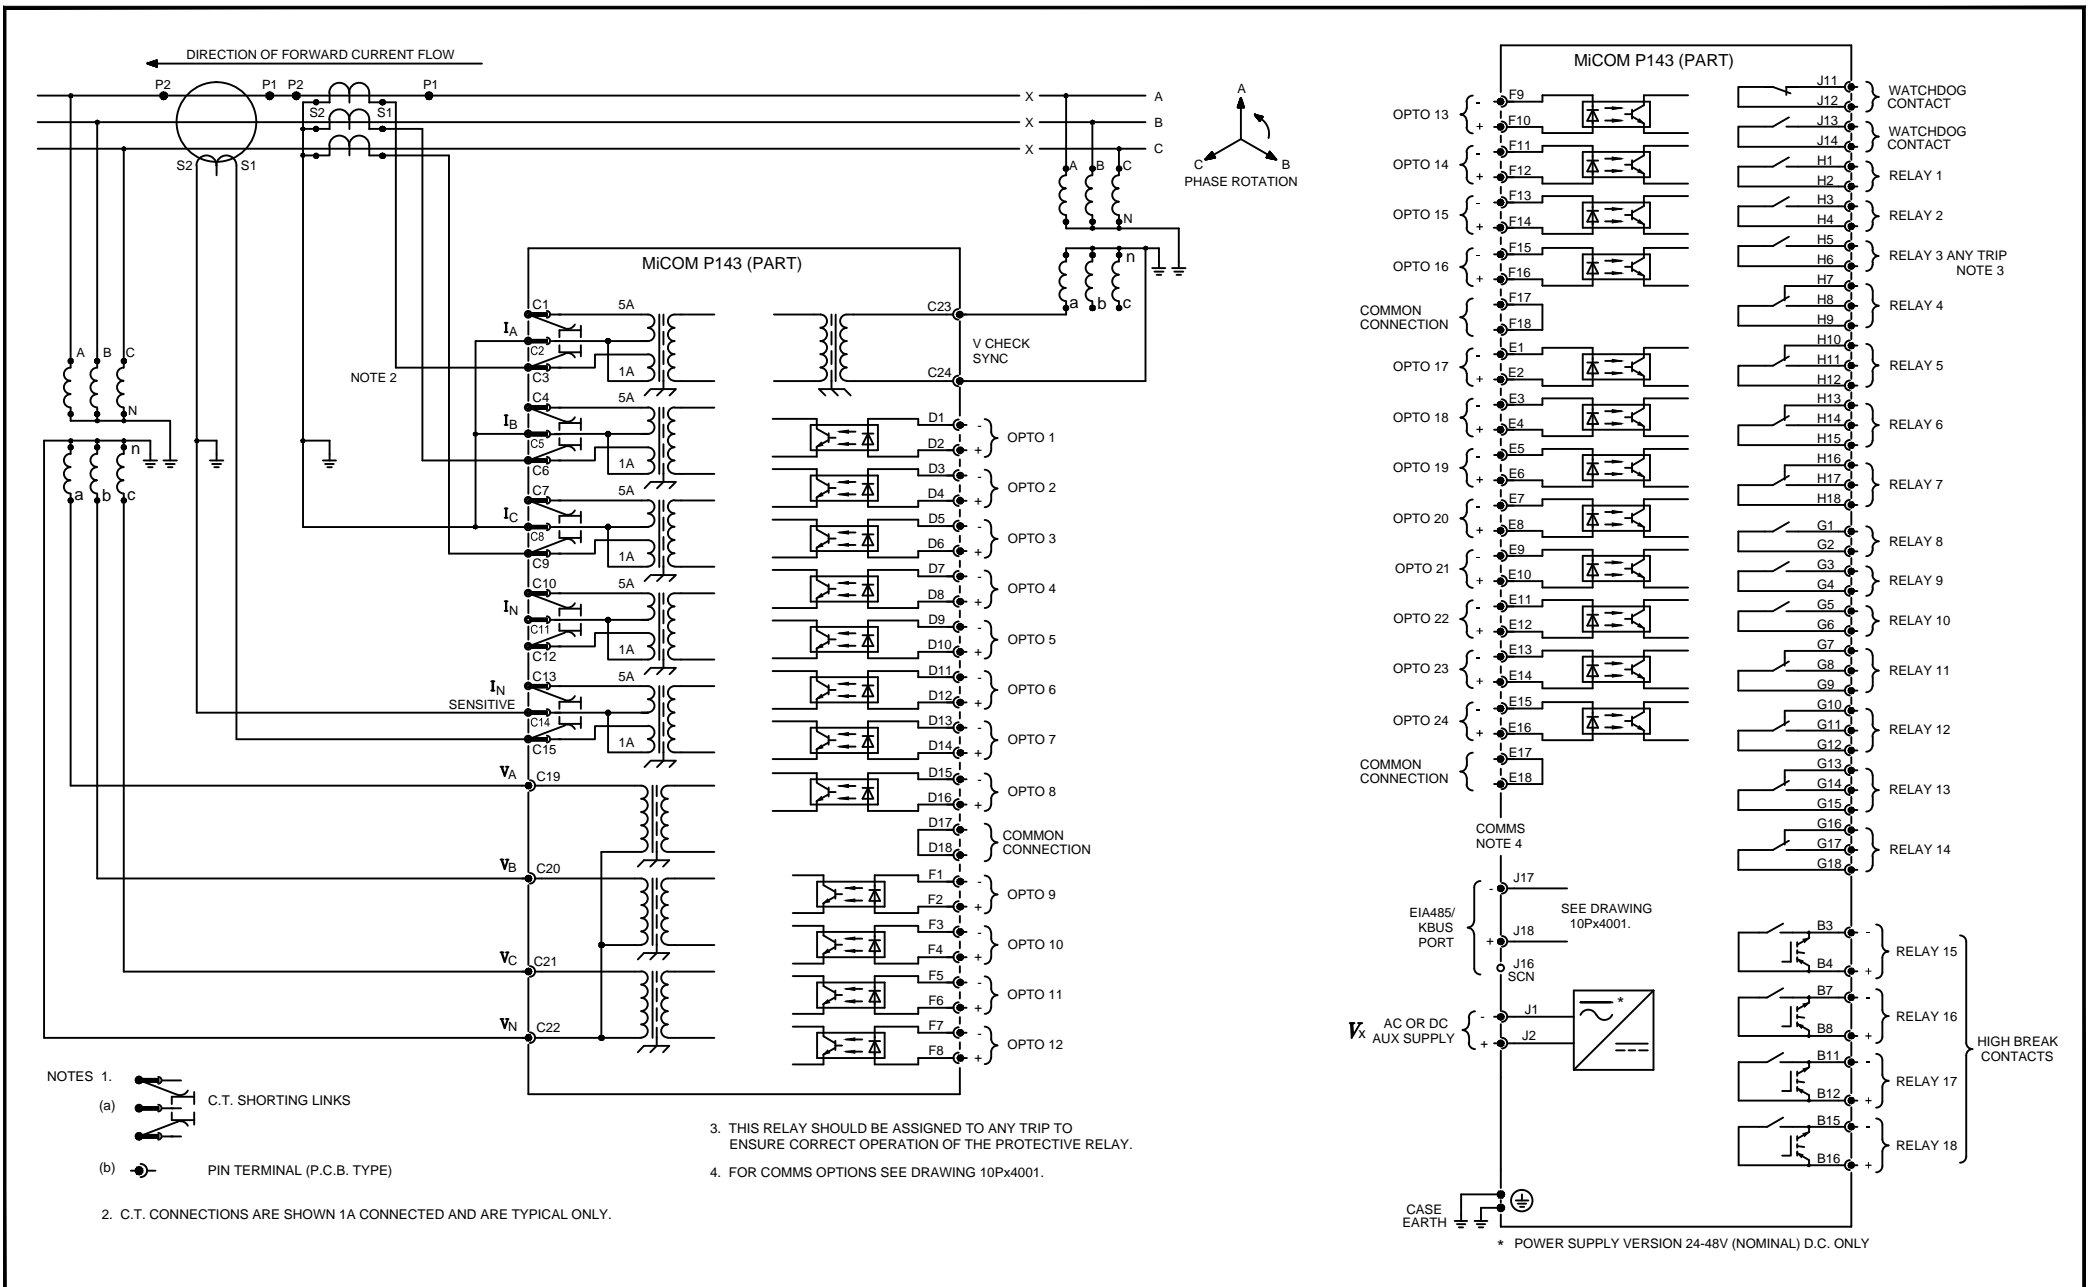 DIRECTION OF FORWARD CURRENT FLOW
P2
P1
P2
P1
S2
S1
S2
S1
X
A
X
B
X
C
A
B
C
N
n
a
b
c
A
C
B
PHASE ROTATION
A
B
C
N
n
a
b
c
NOTE 2
MiCOM P143 (PART)
C1
5A
IA
C2
C3
1A
C4
5A
IB
C5
C6
1A
C7
5A
IC
C8
C9
1A
C10
5A
IN
C11
C12
1A
C13
5A
IN
SENSITIVE
C14
C15
1A
VA
C19
VB
C20
VC
C21
VN
C22
C23
V CHECK
SYNC
C24
D1
-
D2
+
OPTO 1
D3
-
D4
+
OPTO 2
D5
-
D6
+
OPTO 3
D7
-
D8
+
OPTO 4
D9
-
D10
+
OPTO 5
D11
-
D12
+
OPTO 6
D13
-
D14
+
OPTO 7
D15
-
D16
+
OPTO 8
D17
D18
COMMON
CONNECTION
F1
-
F2
+
OPTO 9
F3
-
F4
+
OPTO 10
F5
-
F6
+
OPTO 11
F7
-
F8
+
OPTO 12
NOTES 1.
(a)
C.T. SHORTING LINKS
(b)
PIN TERMINAL (P.C.B. TYPE)
2. C.T. CONNECTIONS ARE SHOWN 1A CONNECTED AND ARE TYPICAL ONLY.
3. THIS RELAY SHOULD BE ASSIGNED TO ANY TRIP TO
ENSURE CORRECT OPERATION OF THE PROTECTIVE RELAY.
4. FOR COMMS OPTIONS SEE DRAWING 10Px4001.
MiCOM P143 (PART)
OPTO 13
-
F9
+
F10
OPTO 14
-
F11
+
F12
OPTO 15
-
F13
+
F14
OPTO 16
-
F15
+
F16
COMMON
CONNECTION
F17
F18
OPTO 17
-
E1
+
E2
OPTO 18
-
E3
+
E4
OPTO 19
-
E5
+
E6
OPTO 20
-
E7
+
E8
OPTO 21
-
E9
+
E10
OPTO 22
-
E11
+
E12
OPTO 23
-
E13
+
E14
OPTO 24
-
E15
+
E16
COMMON
CONNECTION
E17
E18
COMMS
NOTE 4
EIA485/
KBUS
PORT
-
J17
+
J18
J16
SCN
SEE DRAWING
10Px4001.
VX
AC OR DC
AUX SUPPLY
-
J1
+
J2
*
CASE
EARTH
* POWER SUPPLY VERSION 24-48V (NOMINAL) D.C. ONLY
J11
J12
WATCHDOG
CONTACT
J13
J14
WATCHDOG
CONTACT
H1
H2
RELAY 1
H3
H4
RELAY 2
H5
H6
RELAY 3 ANY TRIP
NOTE 3
H7
H8
H9
RELAY 4
H10
H11
H12
RELAY 5
H13
H14
H15
RELAY 6
H16
H17
H18
RELAY 7
G1
G2
RELAY 8
G3
G4
RELAY 9
G5
G6
RELAY 10
G7
G8
G9
RELAY 11
G10
G11
G12
RELAY 12
G13
G14
G15
RELAY 13
G16
G17
G18
RELAY 14
B3
-
B4
+
RELAY 15
B7
-
B8
+
RELAY 16
B11
-
B12
+
RELAY 17
B15
-
B16
+
RELAY 18
HIGH BREAK
CONTACTS